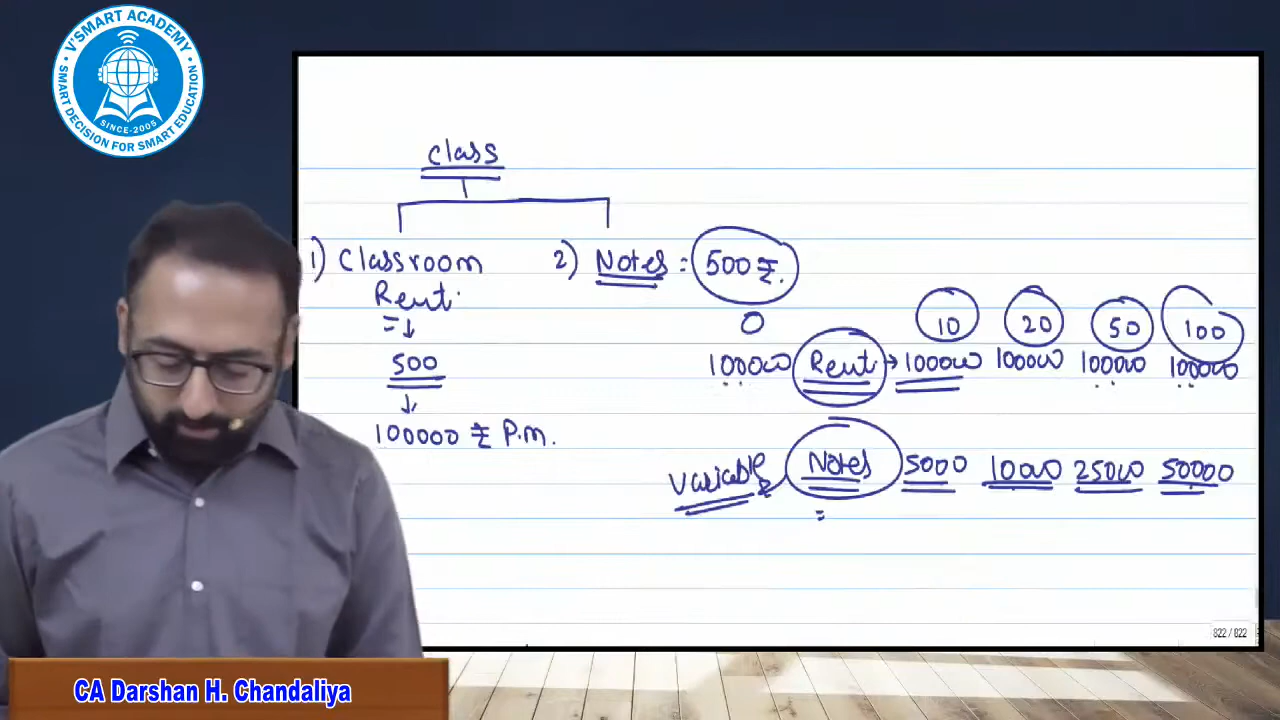 V'SMART ACADEMY
SMART DECISION FOR SMART EDUCATION
SINCE-2005
Class
1) Classroom
Rent
500
100000 ₹ P.m.
2) Notes = 500 ₹.
0 10 20 50 100
100000 Rent → 100000 100000 100000 100000
Variable Notes 5000 10000 25000 50000
822 / 822
CA Darshan H. Chandaliya